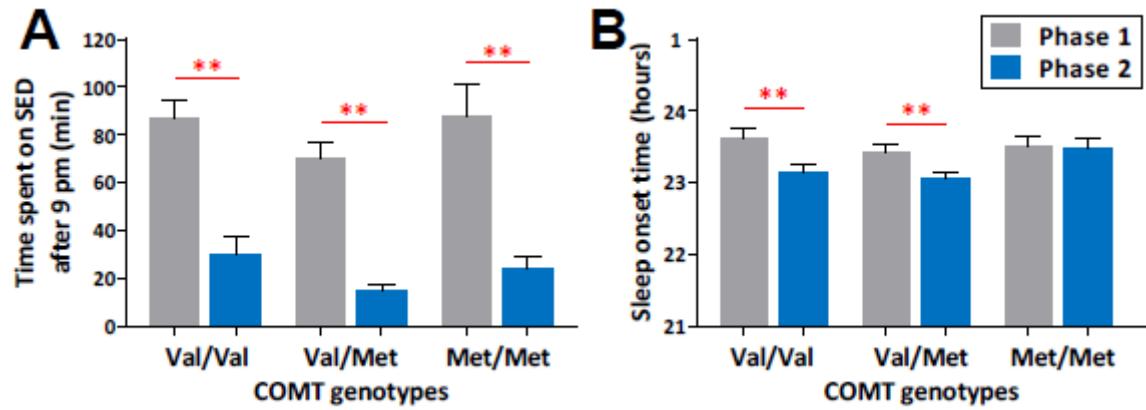 A
Time spent on SED
after 9 pm (min)
120
100
80
60
40
20
0
**
**
**
Val/Val
Val/Met
Met/Met
COMT genotypes
B
Sleep onset time (hours)
1
24
23
22
21
**
**
Val/Val
Val/Met
Met/Met
COMT genotypes
Phase 1
Phase 2